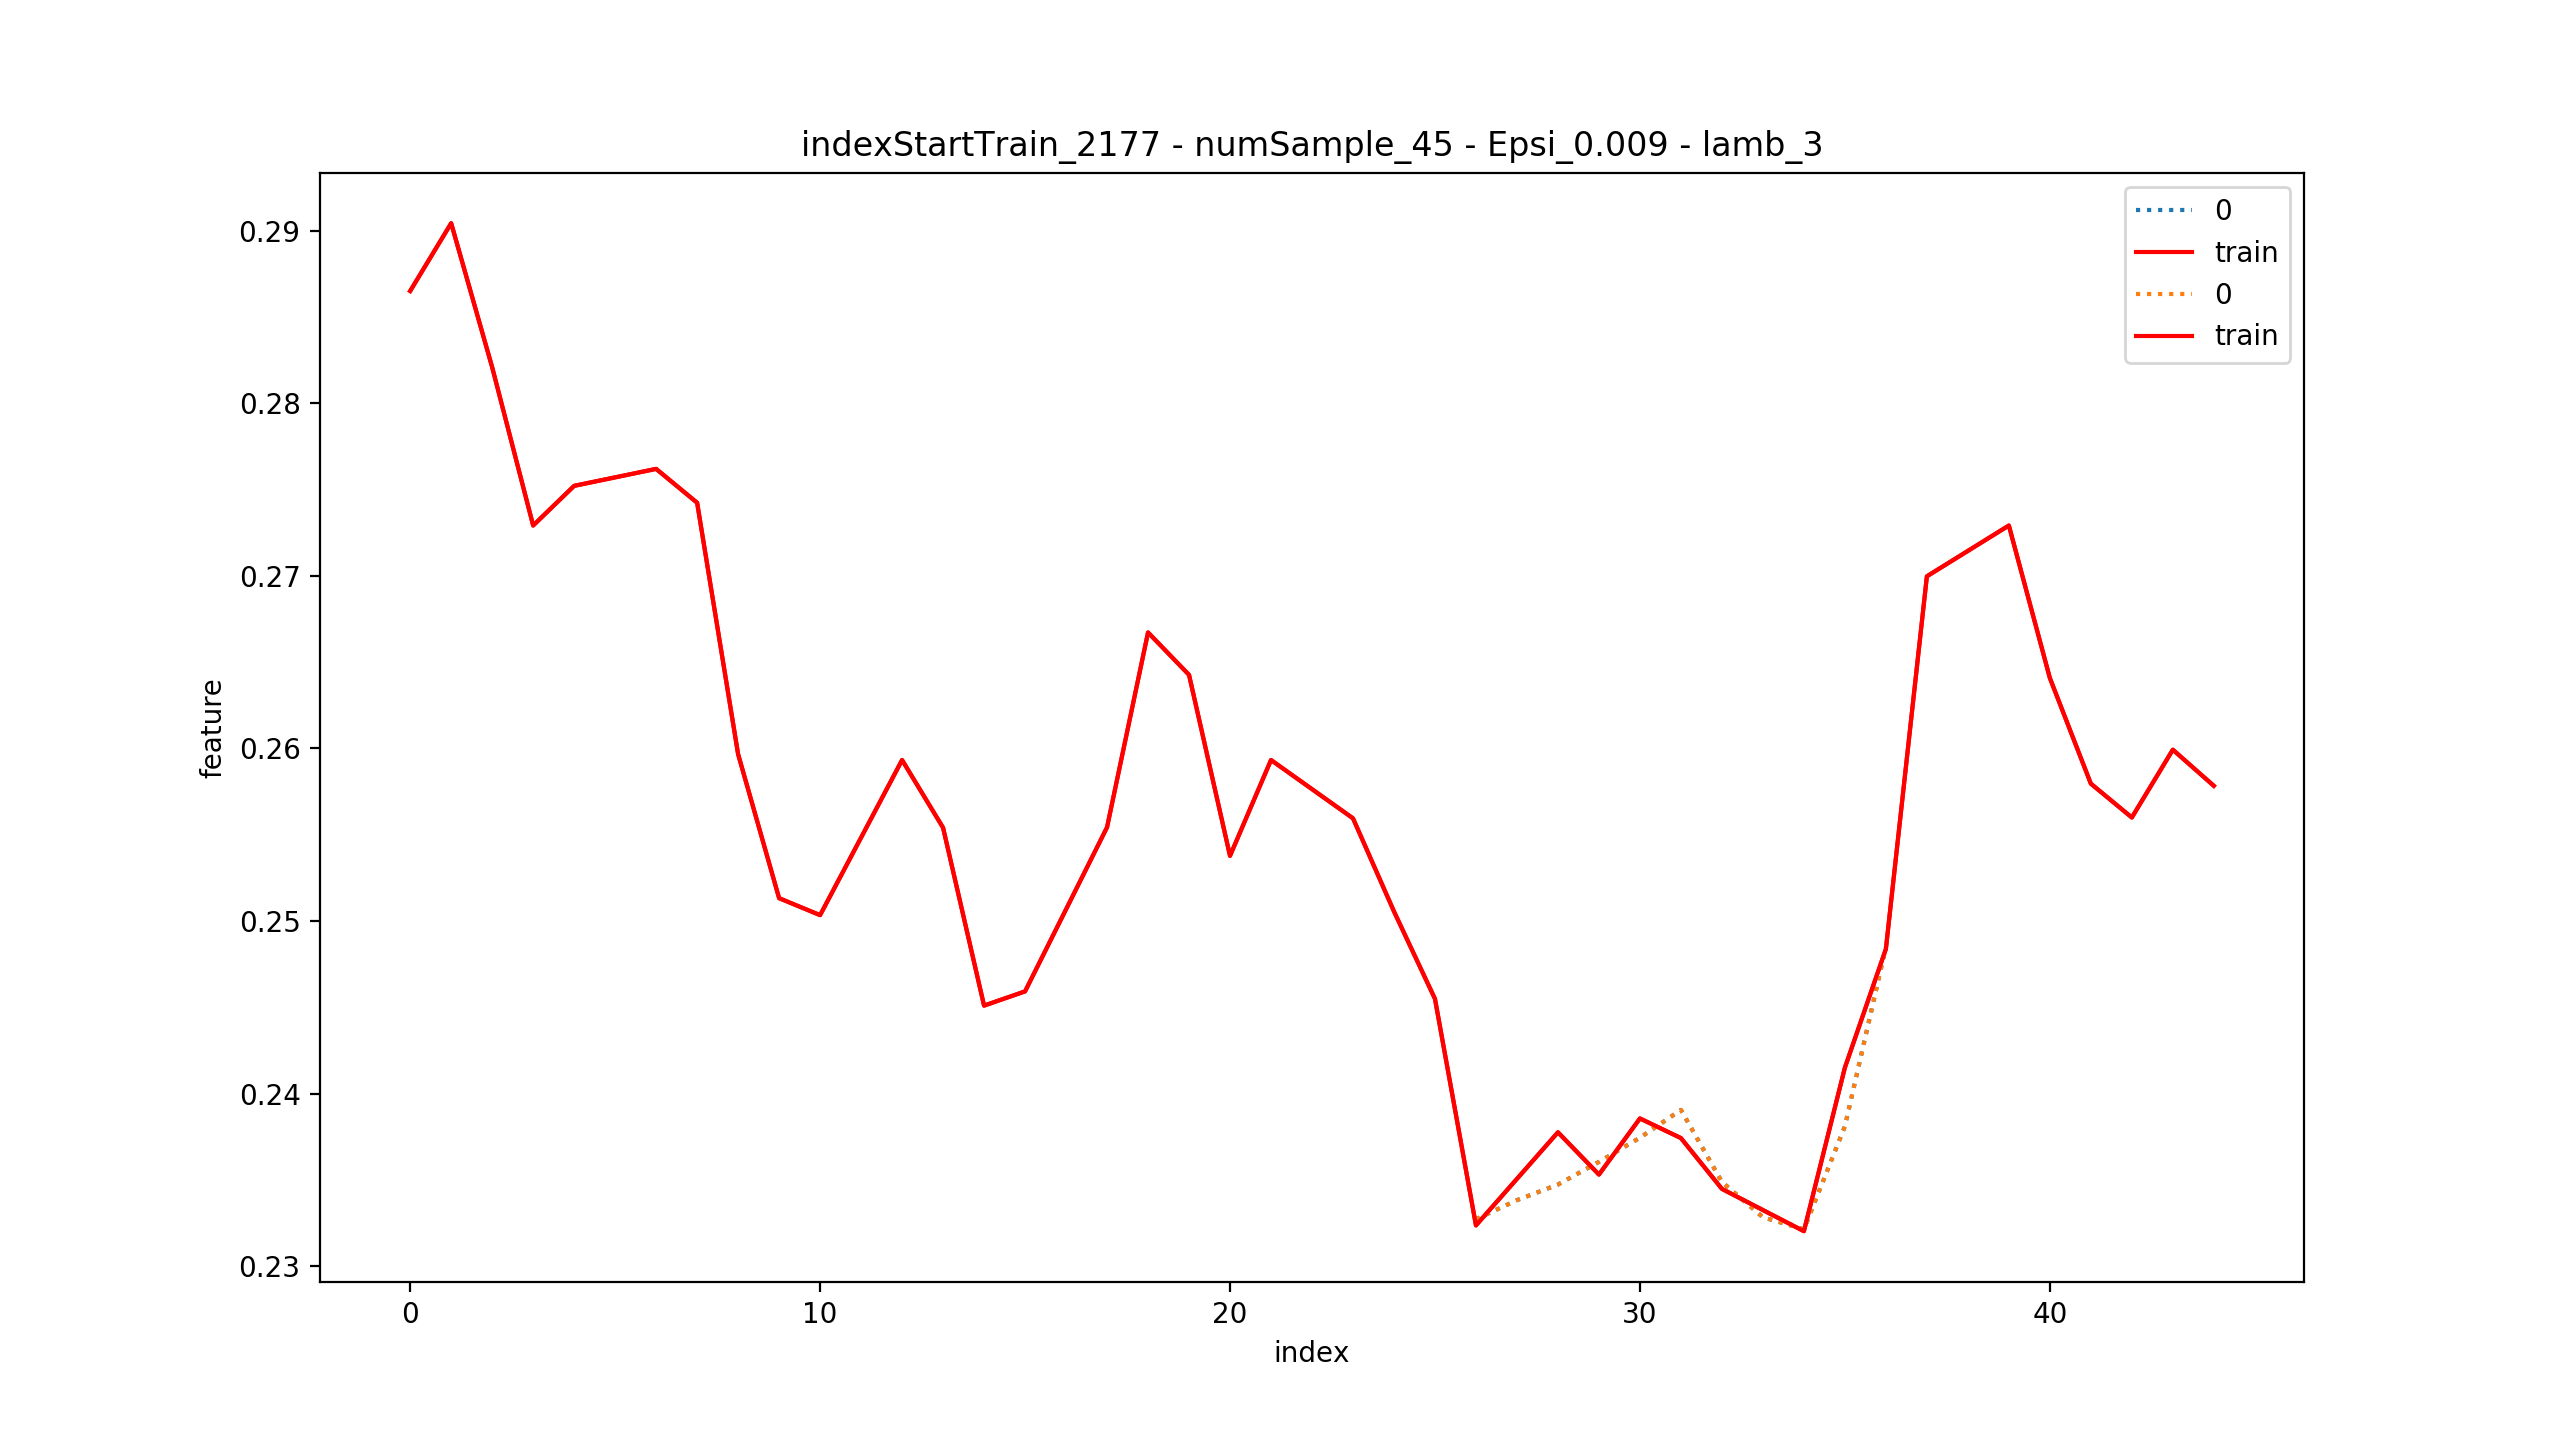 indexStartTrain_2177 - numSample_45 - Epsi_0.009 - lamb_3
0
train
0
train
0.29
0.28
0.27
0.26
0.25
0.24
0.23
feature
0 10 20 30 40
index